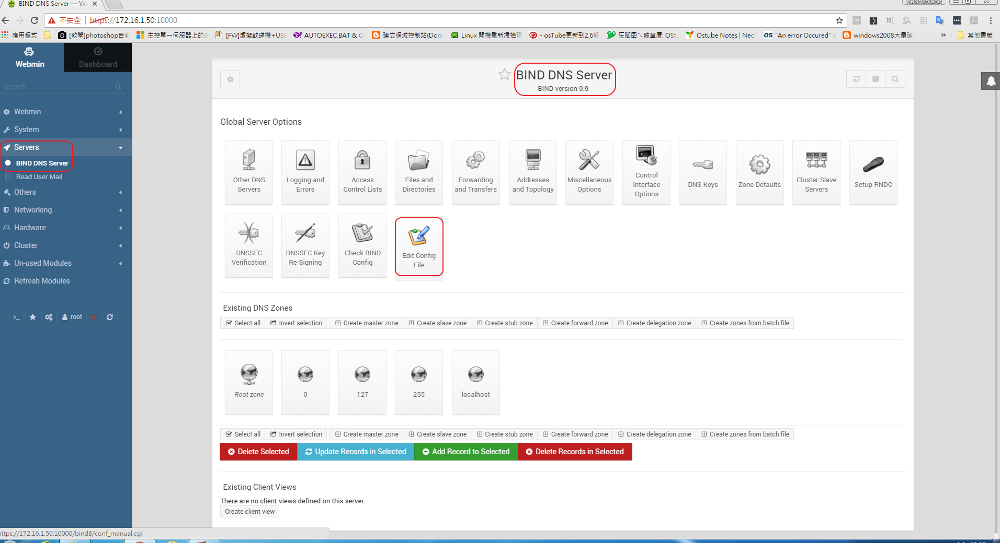 BIND DNS Server — We
neonchiang
不安全 https://172.16.1.50:10000
應用程式
[教學]photoshop自動
主控單一伺服器上的
[FW]虛擬軟碟機+USB
AUTOEXEC.BAT & CO
建立網域控制站(Dom
Linux 開機重新掃描硬
- osTube更新到2.6版
OStu
Ostube Notes | Neo'
"An error Occured" a
windows2008大量建
»
其他書籤
Webmin
Dashboard
Search
Webmin
System
Servers
BIND DNS Server
Read User Mail
Others
Networking
Hardware
Cluster
Un-used Modules
Refresh Modules
>_
root
BIND DNS Server
BIND version 9.9
Global Server Options
Other DNS Servers
Logging and Errors
Access Control Lists
Files and Directories
Forwarding and Transfers
Addresses and Topology
Miscellaneous Options
Control Interface Options
DNS Keys
Zone Defaults
Cluster Slave Servers
Setup RNDC
DNSSEC Verification
DNSSEC Key Re-Signing
Check BIND Config
Edit Config File
Existing DNS Zones
Select all
Invert selection
Create master zone
Create slave zone
Create stub zone
Create forward zone
Create delegation zone
Create zones from batch file
Root zone
0
127
255
localhost
Select all
Invert selection
Create master zone
Create slave zone
Create stub zone
Create forward zone
Create delegation zone
Create zones from batch file
Delete Selected
Update Records in Selected
Add Record to Selected
Delete Records in Selected
Existing Client Views
There are no client views defined on this server.
Create client view
https://172.16.1.50:10000/bind8/conf_manual.cgi